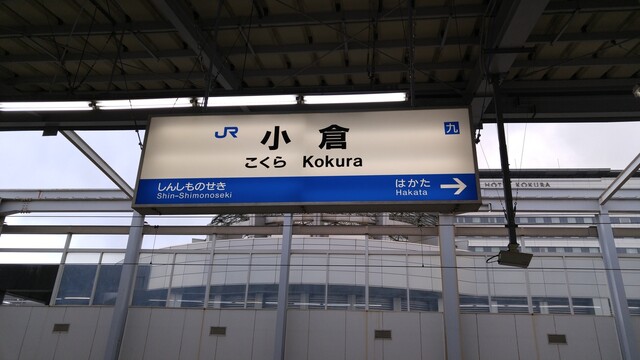 JR 小倉 九
こくら Kokura
しんしものせき はかた →
Shin-Shimonoseki Hakata
HOTEL KOKURA